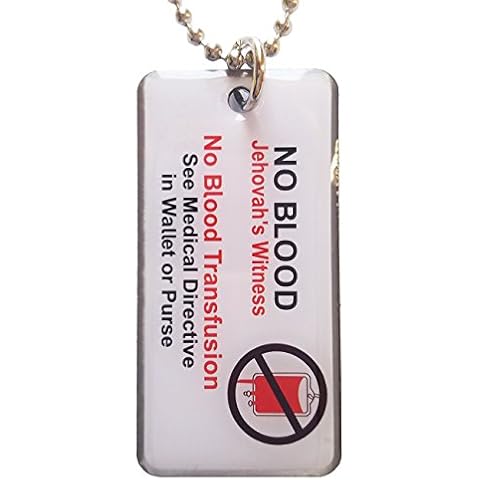 NO BLOOD
Jehovah's Witness
No Blood Transfusion
See Medical Directive
in Wallet or Purse